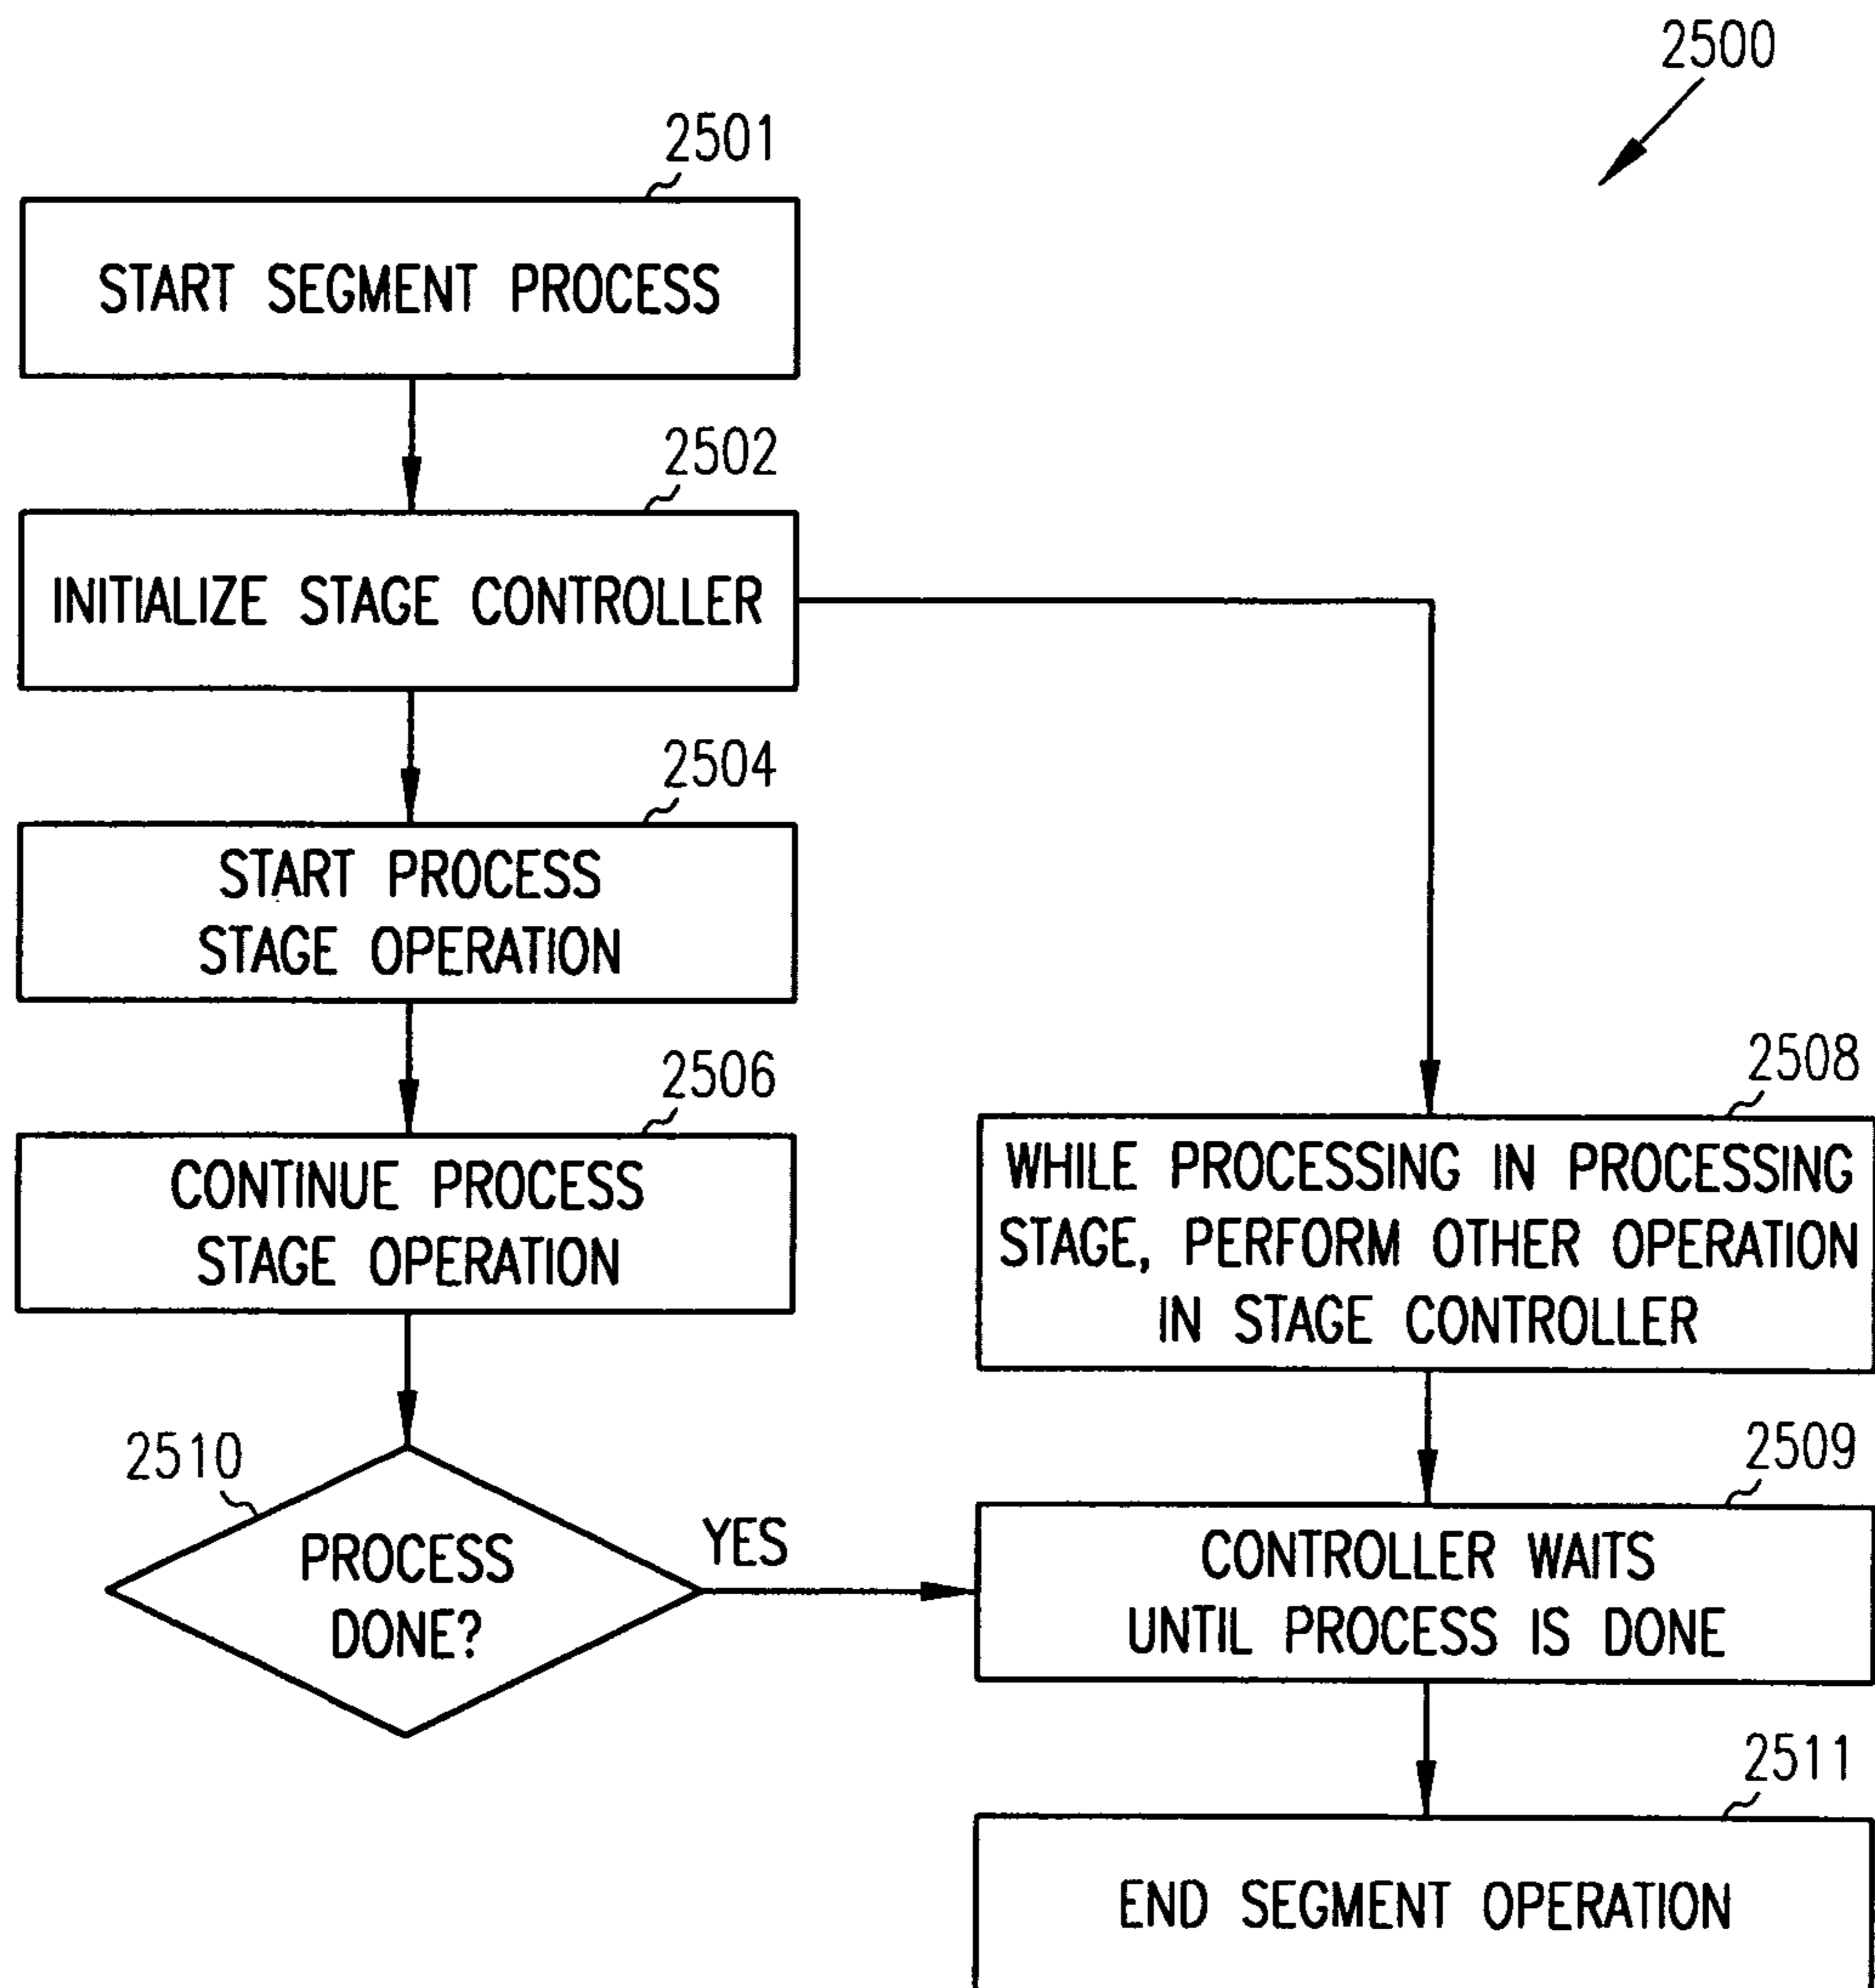 2500
2501
START SEGMENT PROCESS
2502
INITIALIZE STAGE CONTROLLER
2504
START PROCESS
STAGE OPERATION
2506
CONTINUE PROCESS
STAGE OPERATION
2508
WHILE PROCESSING IN PROCESSING
STAGE, PERFORM OTHER OPERATION
IN STAGE CONTROLLER
2510
PROCESS
DONE?
YES
2509
CONTROLLER WAITS
UNTIL PROCESS IS DONE
2511
END SEGMENT OPERATION